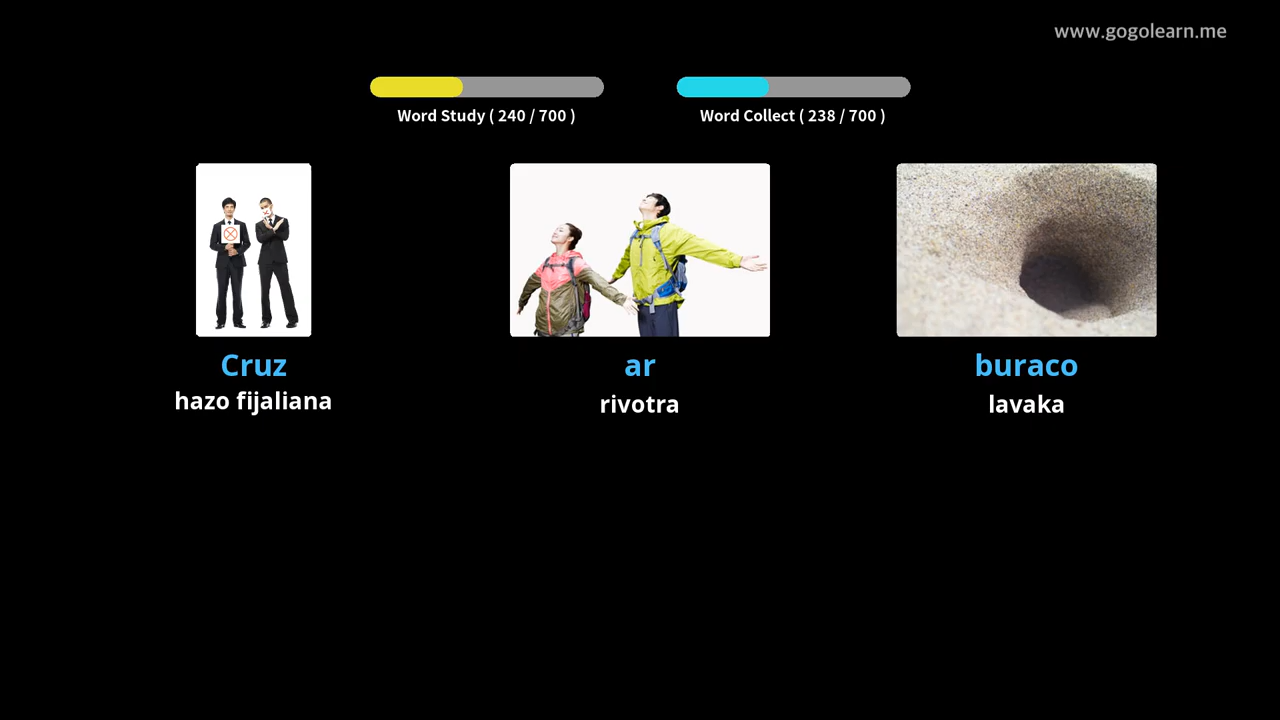 www.gogolearn.me
Word Study ( 240 / 700 )
Word Collect ( 238 / 700 )
Cruz
hazo fijaliana
ar
rivotra
buraco
lavaka